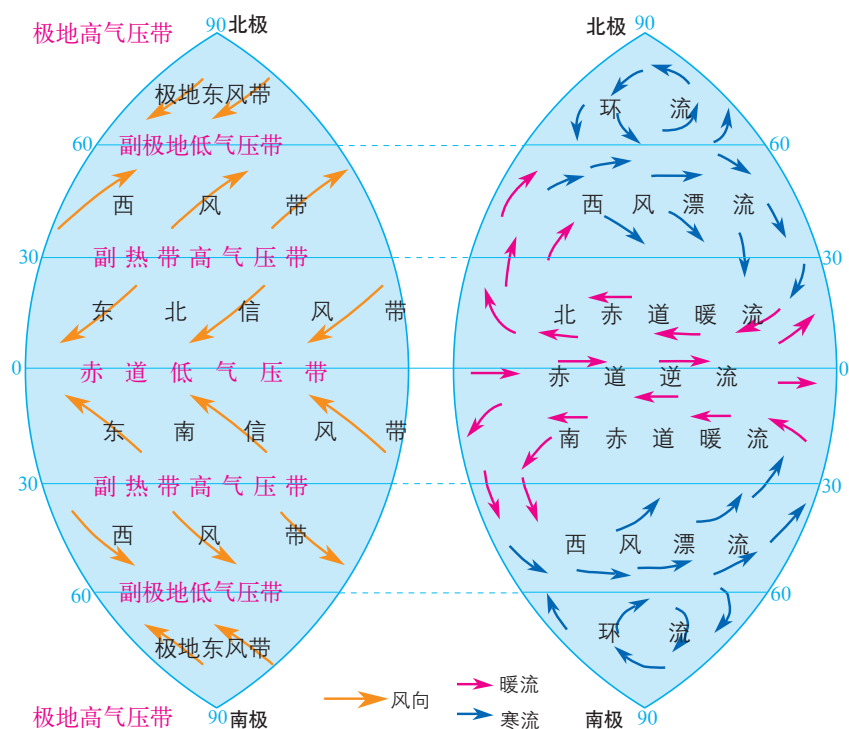 90 北极
极地高气压带
极地东风带
60
副极地低气压带
西 风 带
30
副热带高气压带
东 北 信 风 带
0
赤道低气压带
东 南 信 风 带
30
副热带高气压带
西 风 带
60
副极地低气压带
极地东风带
极地高气压带
90 南极
北极 90
环 流
60
西 风 漂 流
30
北 赤 道 暖 流
0
赤 道 逆 流
南 赤 道 暖 流
30
西 风 漂 流
60
环 流
南极 90
风向
暖流
寒流